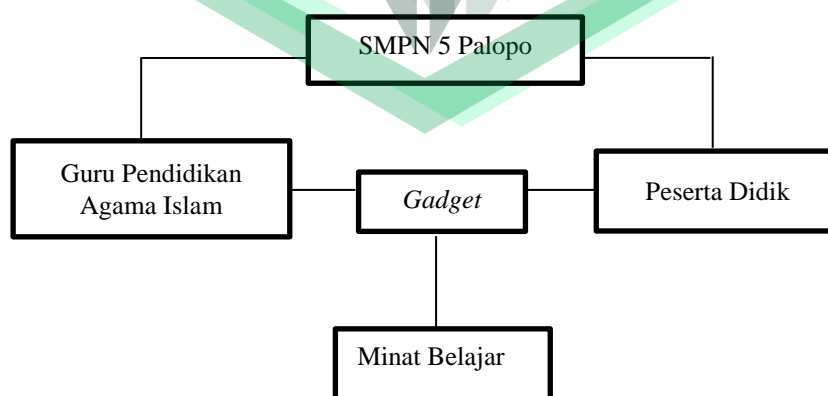 SMPN 5 Palopo
Guru Pendidikan
Agama Islam
Gadget
Peserta Didik
Minat Belajar